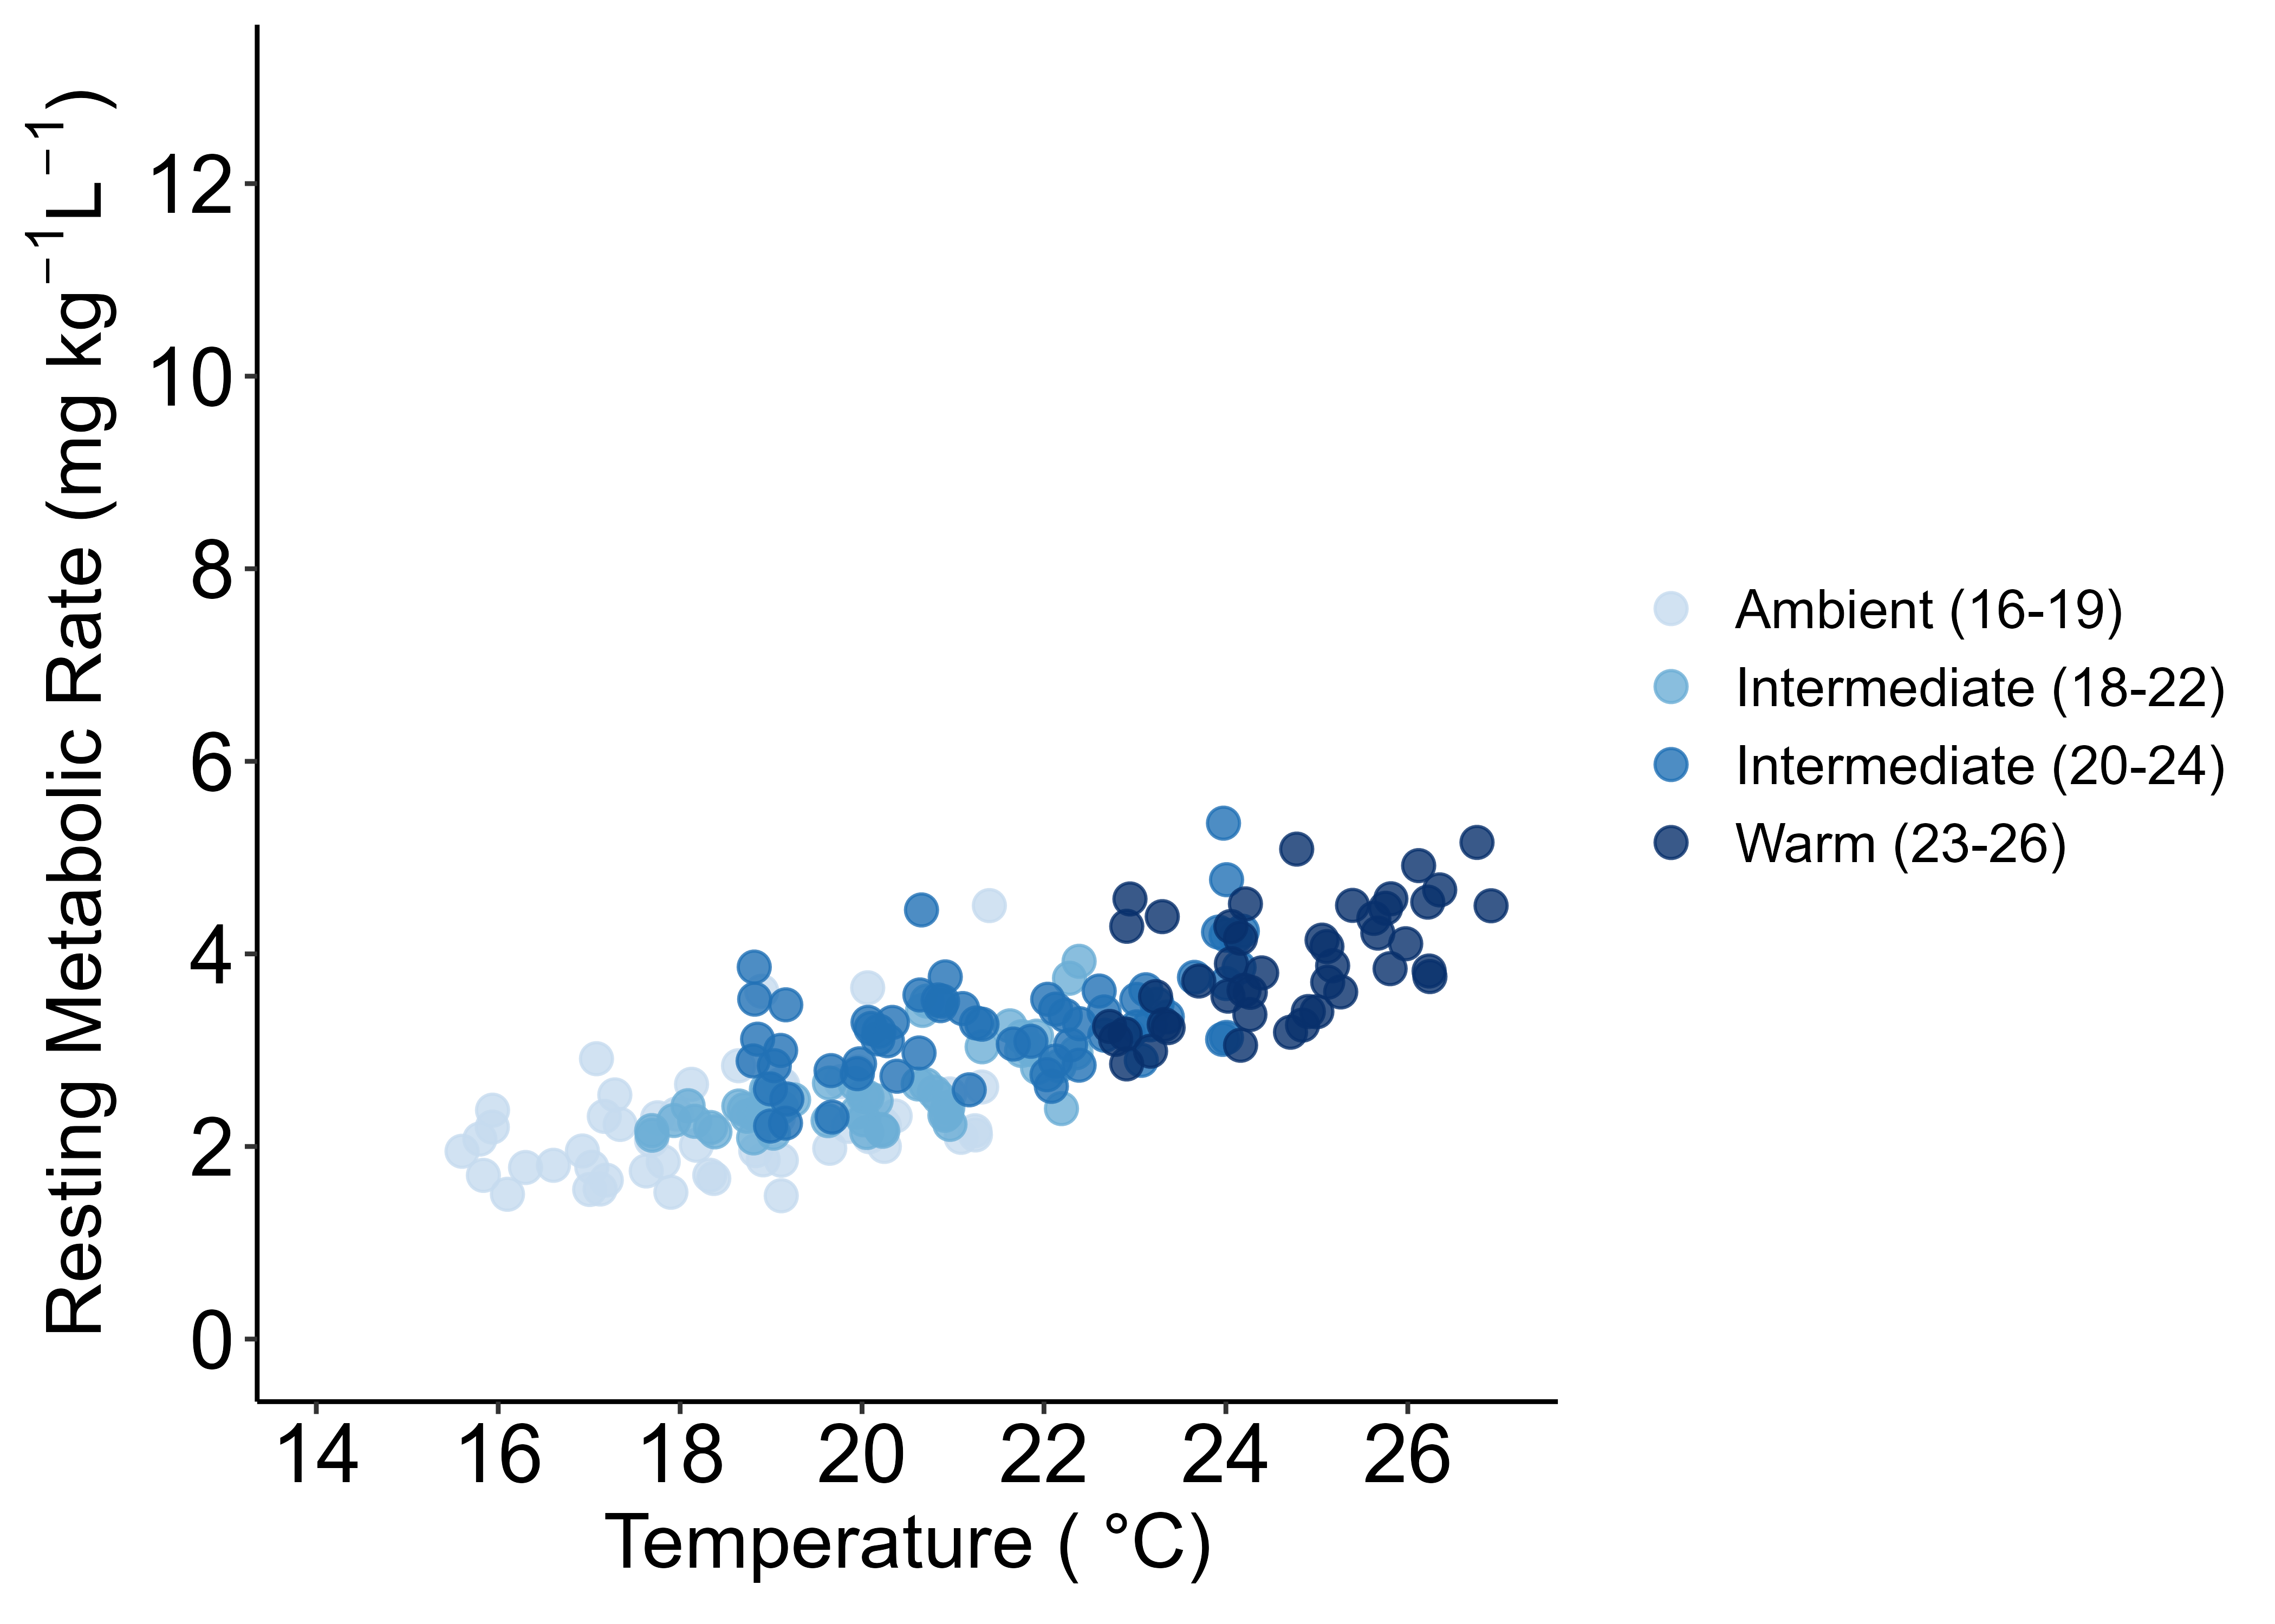 Resting Metabolic Rate (mg kg⁻¹L⁻¹)
12
10
8
6
4
2
0
14 16 18 20 22 24 26
Temperature ( °C)
Ambient (16-19)
Intermediate (18-22)
Intermediate (20-24)
Warm (23-26)